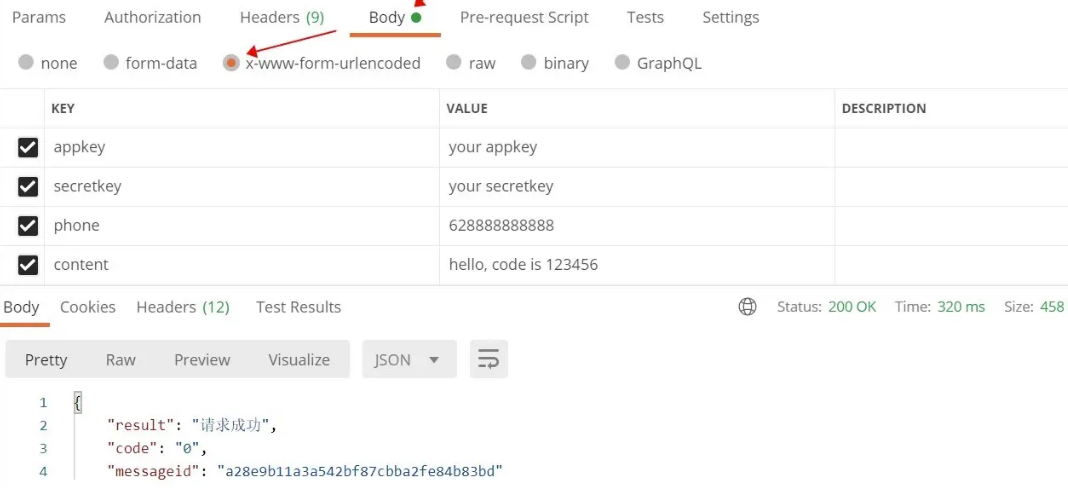 Params Authorization Headers (9) Body Pre-request Script Tests Settings
none form-data x-www-form-urlencoded raw binary GraphQL
KEY VALUE DESCRIPTION
appkey your appkey
secretkey your secretkey
phone 628888888888
content hello, code is 123456
Body Cookies Headers (12) Test Results Status: 200 OK Time: 320 ms Size: 458
Pretty Raw Preview Visualize JSON
1 {
2 "result": "请求成功",
3 "code": "0",
4 "messageid": "a28e9b11a3a542bf87cbba2fe84b83bd"